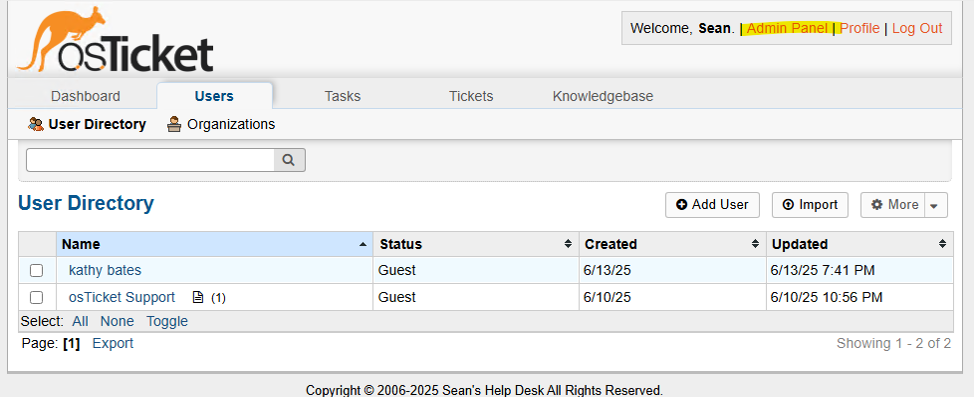 osTicket
Welcome, Sean. | Admin Panel | Profile | Log Out
Dashboard Users Tasks Tickets Knowledgebase
User Directory Organizations
User Directory
Add User Import More
Name Status Created Updated
kathy bates Guest 6/13/25 6/13/25 7:41 PM
osTicket Support (1) Guest 6/10/25 6/10/25 10:56 PM
Select: All None Toggle
Page: [1] Export Showing 1 - 2 of 2
Copyright © 2006-2025 Sean's Help Desk All Rights Reserved.